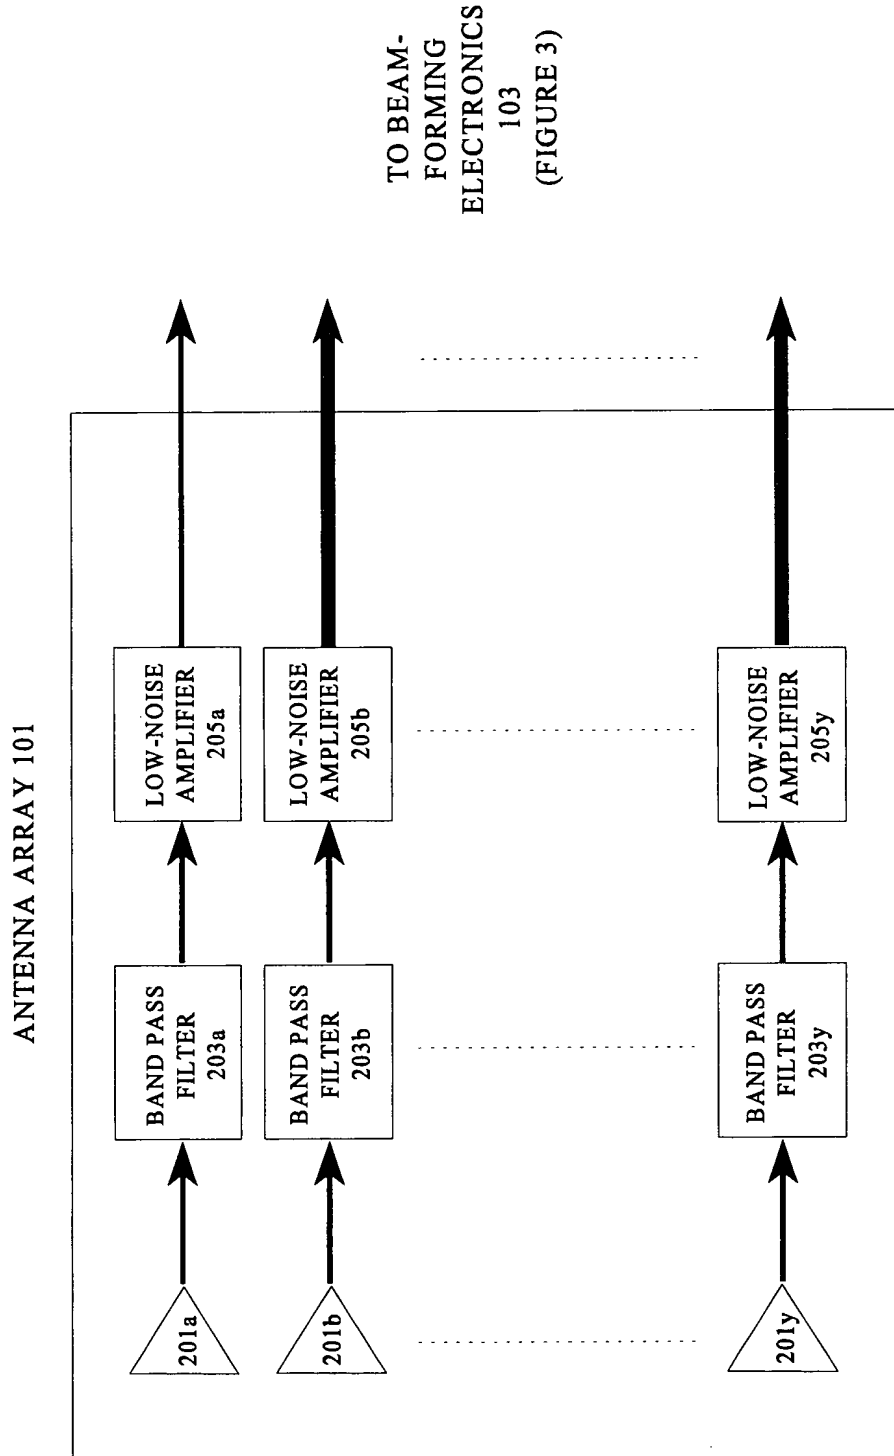 ANTENNA ARRAY 101
201a
BAND PASS
FILTER
203a
LOW-NOISE
AMPLIFIER
205a
201b
BAND PASS
FILTER
203b
LOW-NOISE
AMPLIFIER
205b
201y
BAND PASS
FILTER
203y
LOW-NOISE
AMPLIFIER
205y
TO BEAM-
FORMING
ELECTRONICS
103
(FIGURE 3)